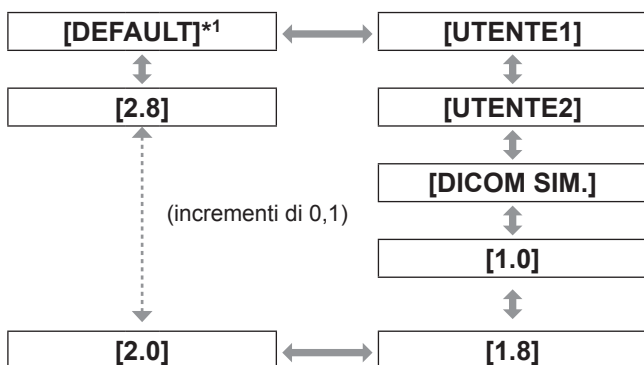 [DEFAULT]*1 [UTENTE1]
[2.8] [UTENTE2]
[DICOM SIM.]
(incrementi di 0,1)
[1.0]
[2.0] [1.8]